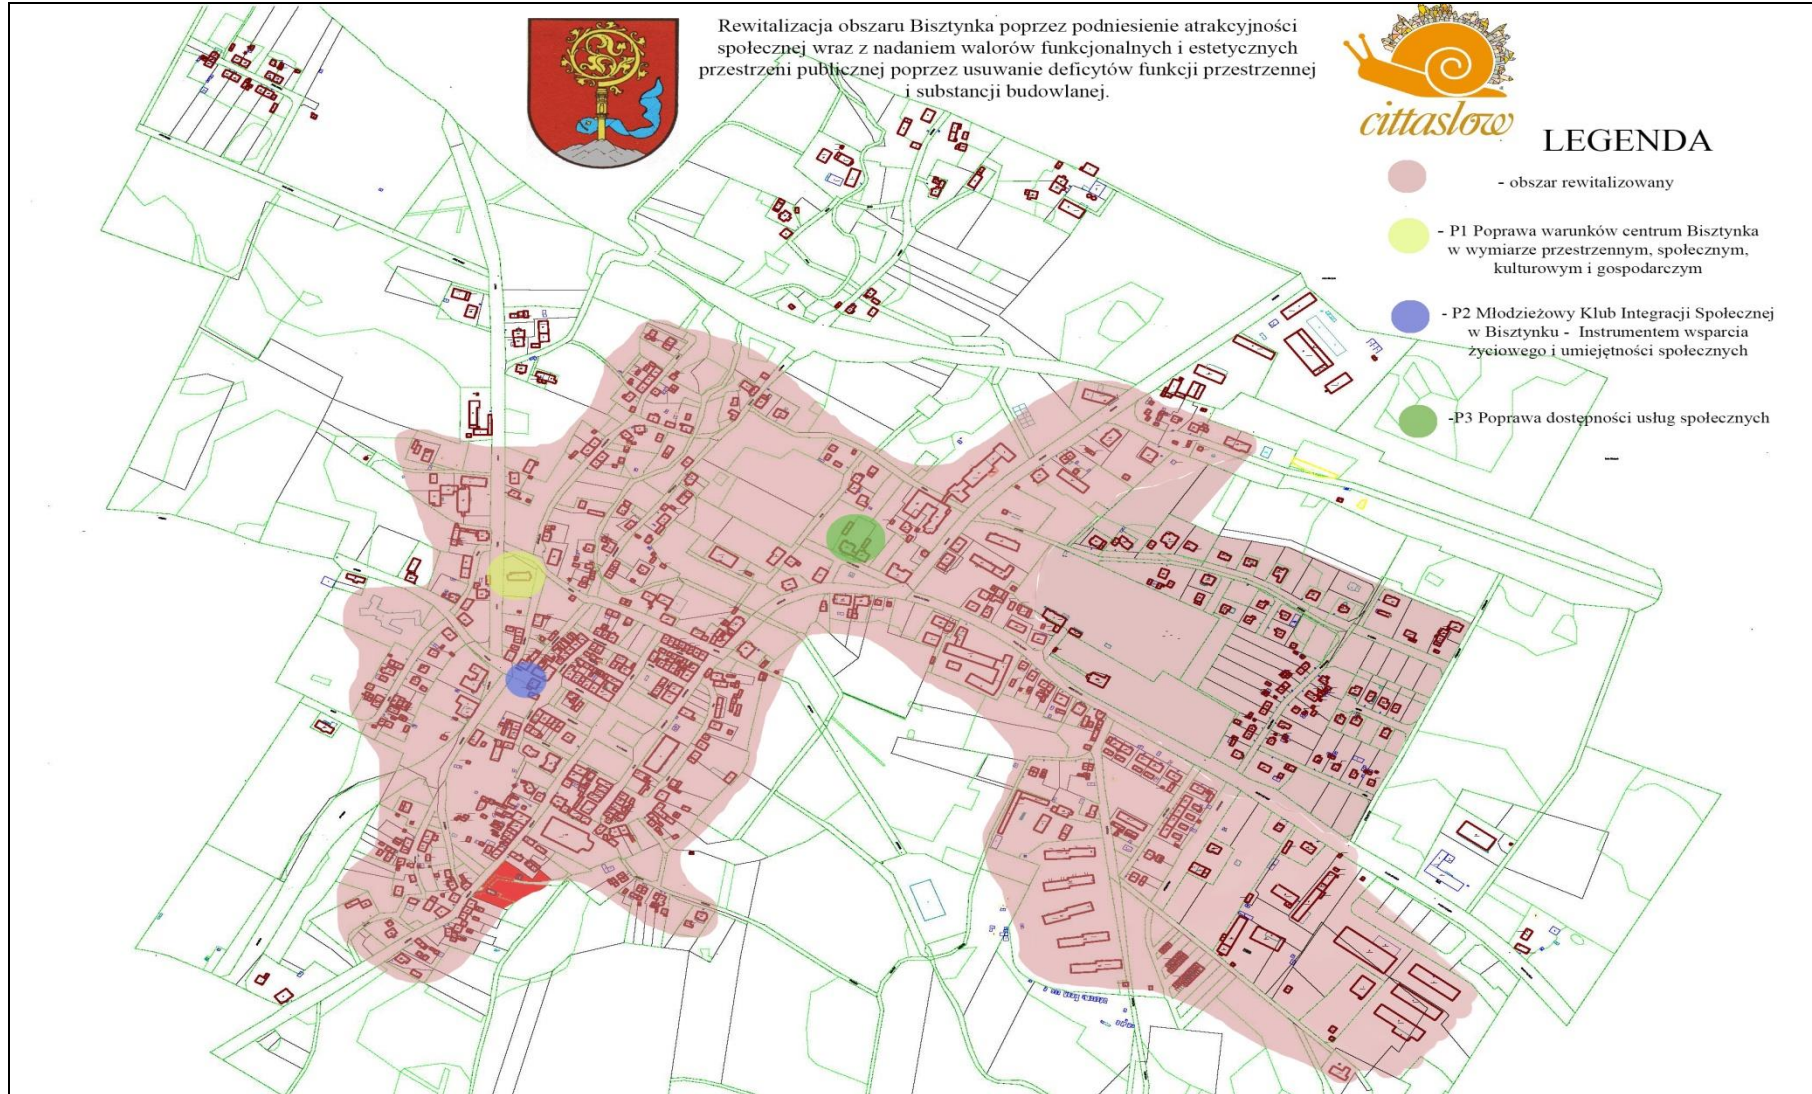 Rewitalizacja obszaru Bisztynka poprzez podniesienie atrakcyjności
społecznej wraz z nadaniem walorów funkcjonalnych i estetycznych
przestrzeni publicznej poprzez usuwanie deficytów funkcji przestrzennej
i substancji budowlanej.
cittaslow
LEGENDA
- obszar rewitalizowany
- P1 Poprawa warunków centrum Bisztynka
w wymiarze przestrzennym, społecznym,
kulturowym i gospodarczym
- P2 Młodzieżowy Klub Integracji Społecznej
w Bisztynku - Instrumentem wsparcia
życiowego i umiejętności społecznych
-P3 Poprawa dostępności usług społecznych